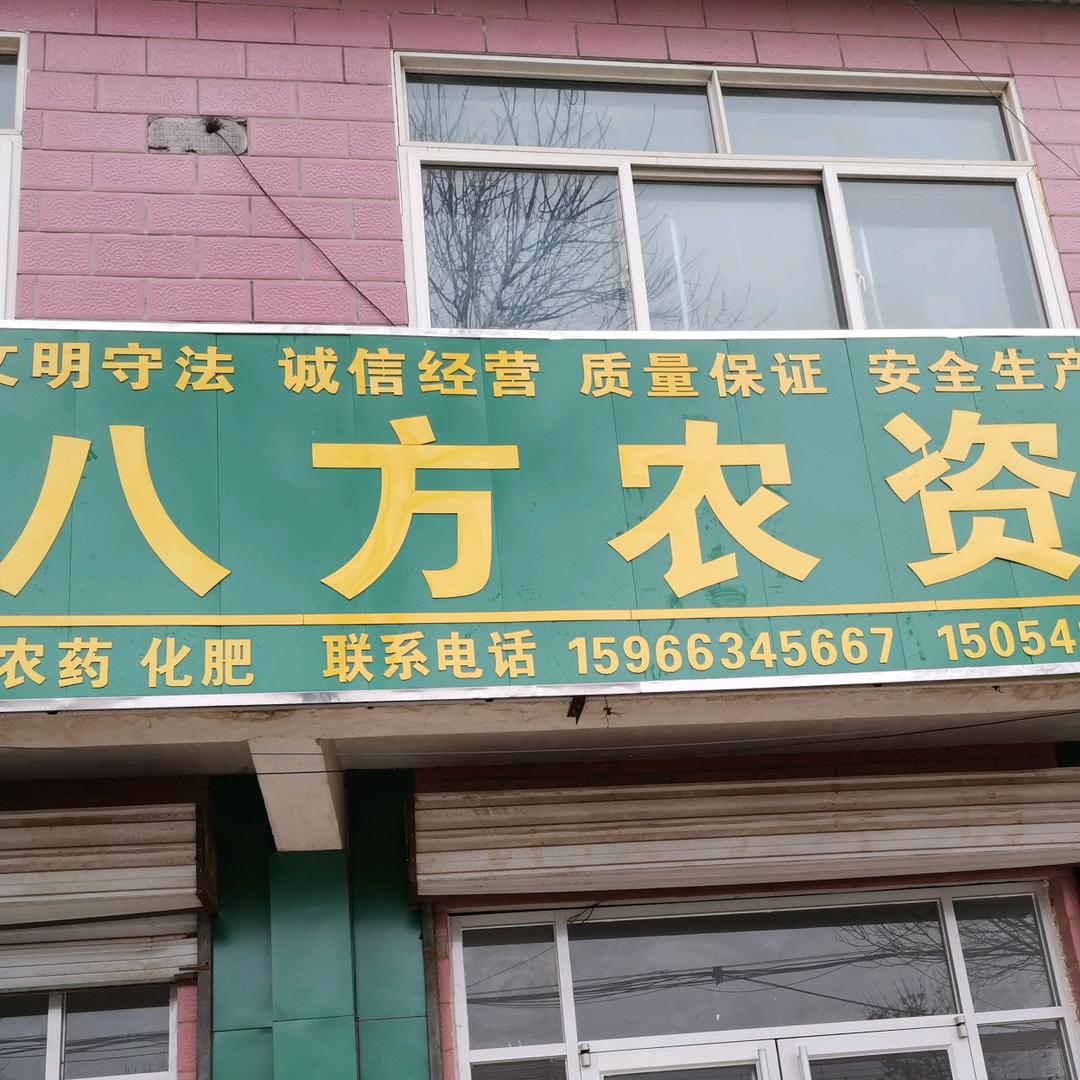 文明守法 诚信经营 质量保证 安全生产
八方农资
农药 化肥 联系电话 15966345667 15054